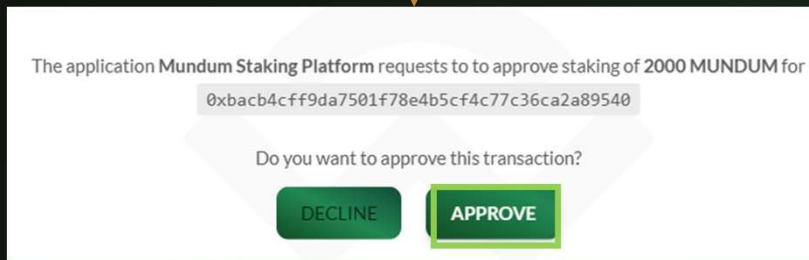 The application Mundum Staking Platform requests to to approve staking of 2000 MUNDUM for
0xbacb4cff9da7501f78e4b5cf4c77c36ca2a89540
Do you want to approve this transaction?
DECLINE APPROVE